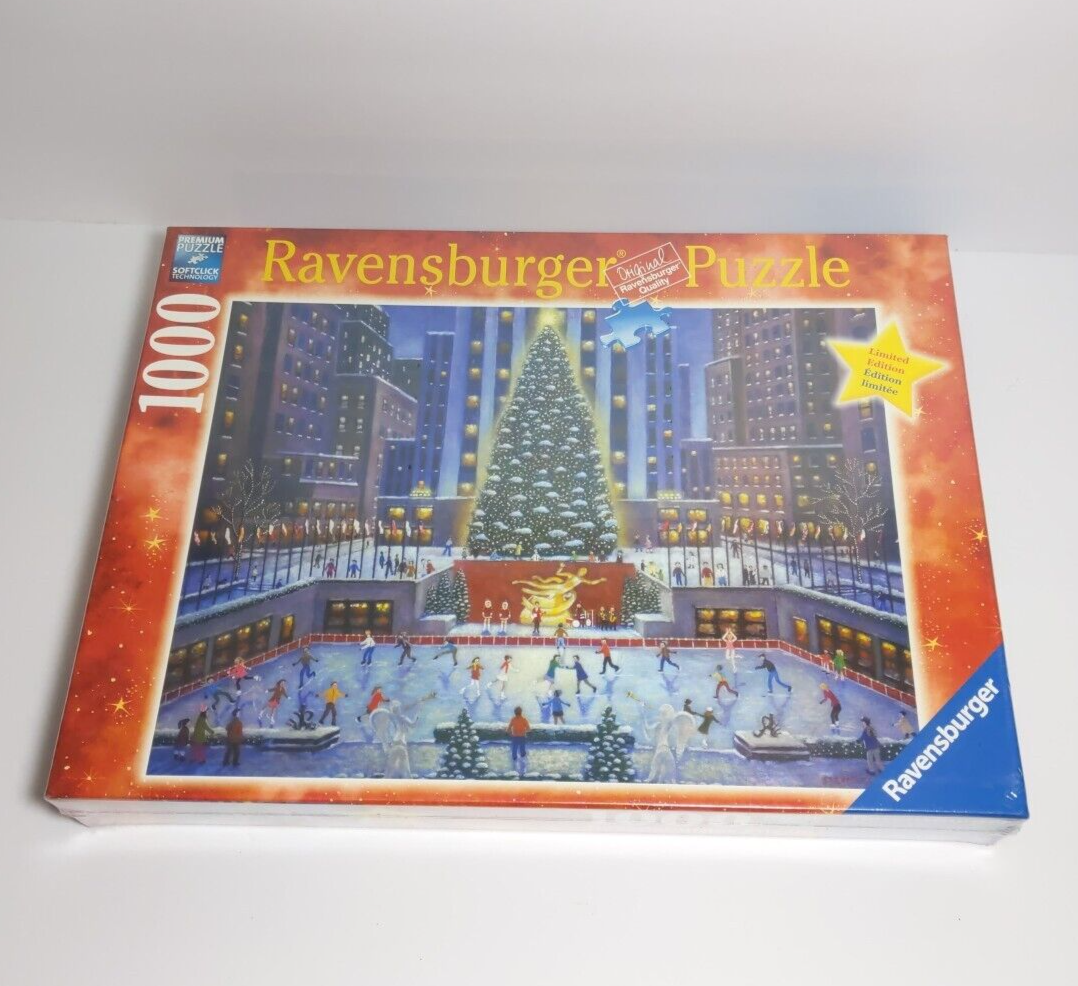 PREMIUM
PUZZLE
SOFTCLICK
TECHNOLOGY
Ravensburger® Puzzle
Original
Ravensburger
Quality
1000
Limited
Edition
Édition
limitée
Ravensburger